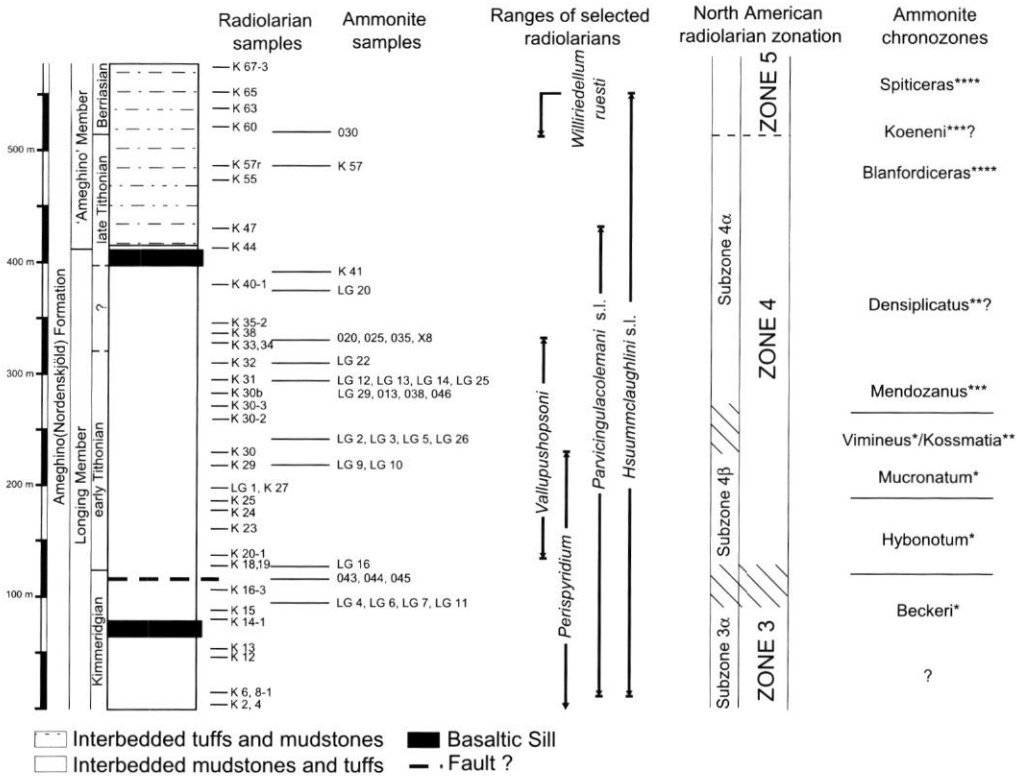 Radiolarian samples
Ammonite samples
Ranges of selected radiolarians
North American radiolarian zonation
Ammonite chronozones
500 m
400 m
300 m
200 m
100 m
Ameghino(Nordenskjöld) Formation
'Ameghino' Member
Longing Member
Berriasian
late Tithonian
?
early Tithonian
Kimmeridgian
K 67-3
K 65
K 63
K 60
K 57r
K 55
K 47
K 44
K 40-1
K 35-2
K 38
K 33,34
K 32
K 31
K 30b
K 30-3
K 30-2
K 30
K 29
LG 1, K 27
K 25
K 24
K 23
K 20-1
K 18,19
K 16-3
K 15
K 14-1
K 13
K 12
K 6, 8-1
K 2, 4
030
K 57
K 41
LG 20
020, 025, 035, X8
LG 22
LG 12, LG 13, LG 14, LG 25
LG 29, 013, 038, 046
LG 2, LG 3, LG 5, LG 26
LG 9, LG 10
LG 16
043, 044, 045
LG 4, LG 6, LG 7, LG 11
Williriedellum ruesti
Vallupushopsoni
Perispyridium
Parvicingulacolemani s.l.
Hsuummclaughlini s.l.
Subzone 4α
Subzone 4β
Subzone 3α
ZONE 5
ZONE 4
ZONE 3
Spiticeras****
Koeneni***?
Blanfordiceras****
Densiplicatus**?
Mendozanus***
Vimineus*/Kossmatia**
Mucronatum*
Hybonotum*
Beckeri*
?
Interbedded tuffs and mudstones
Basaltic Sill
Interbedded mudstones and tuffs
Fault ?